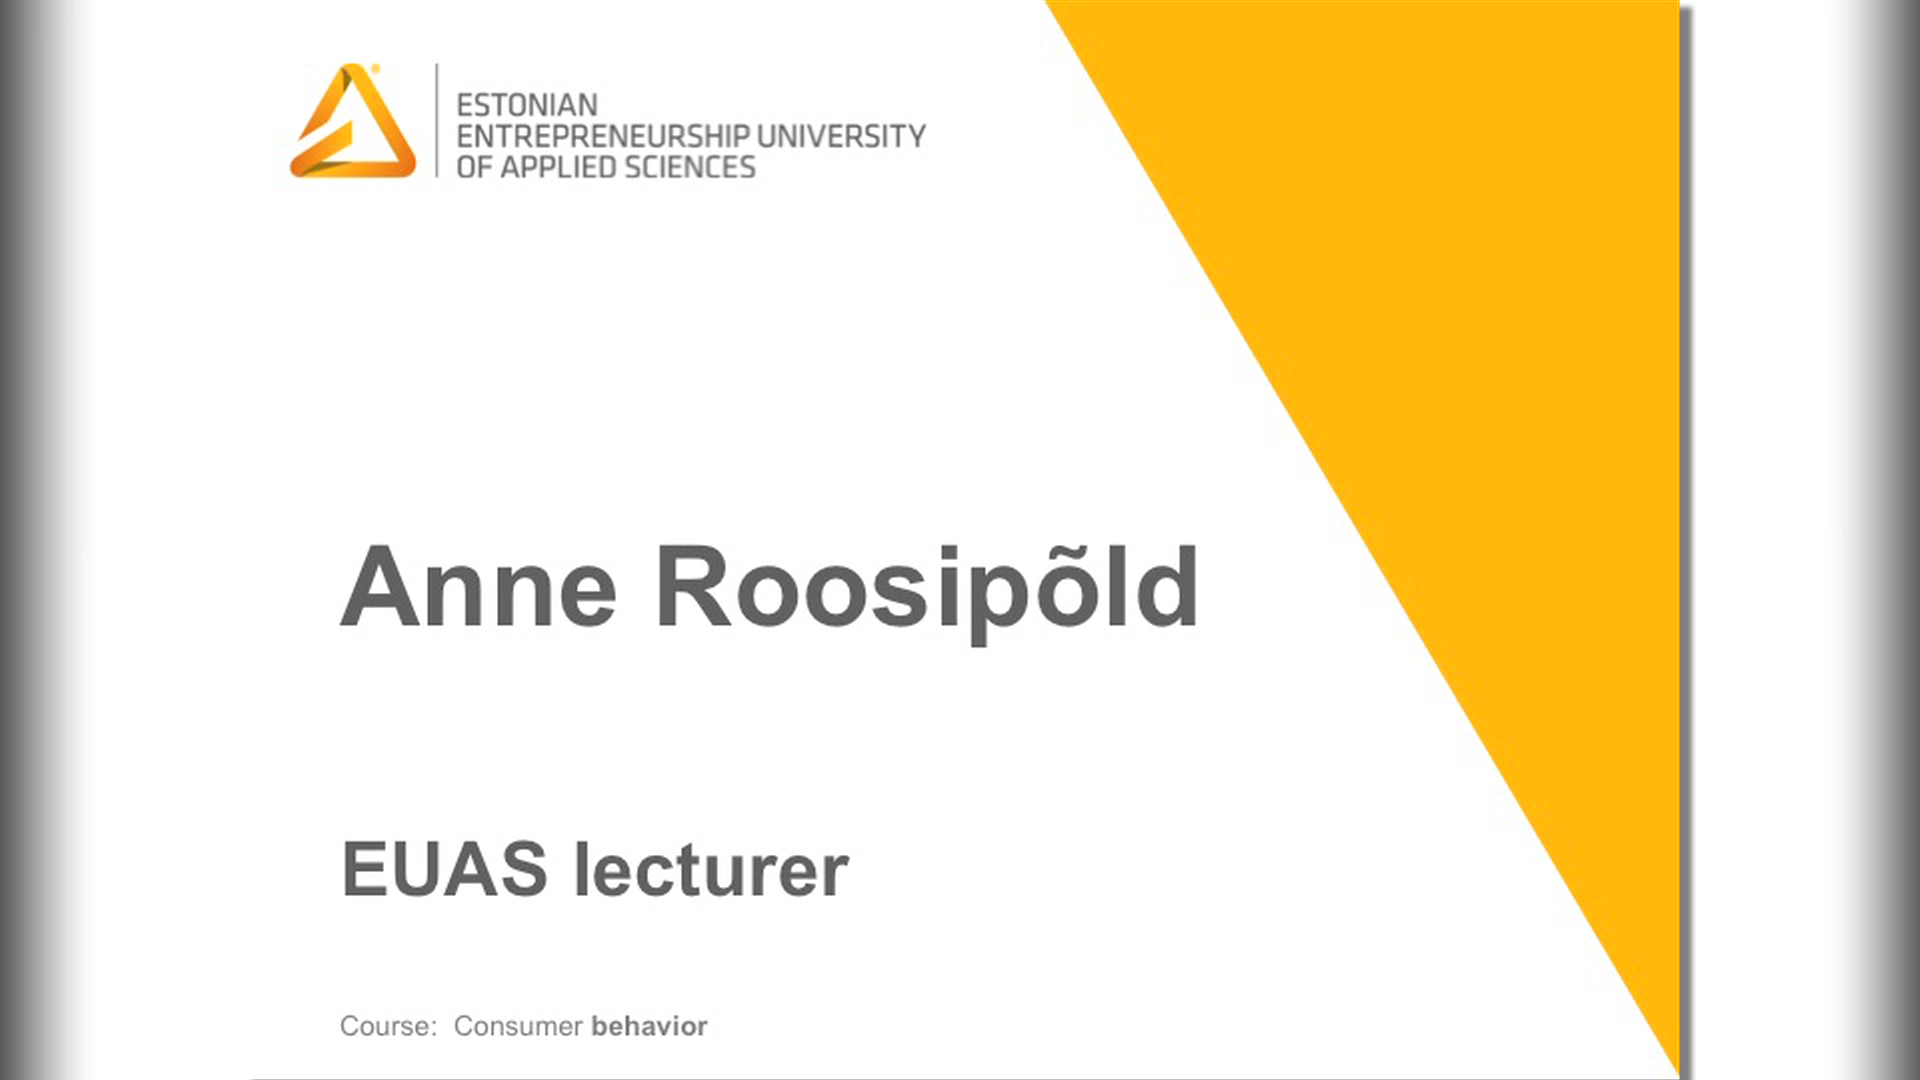 ESTONIAN
ENTREPRENEURSHIP UNIVERSITY
OF APPLIED SCIENCES
Anne Roosipõld
EUAS lecturer
Course: Consumer behavior